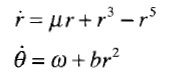 ṙ = μr + r³ − r⁵
θ̇ = ω + br²